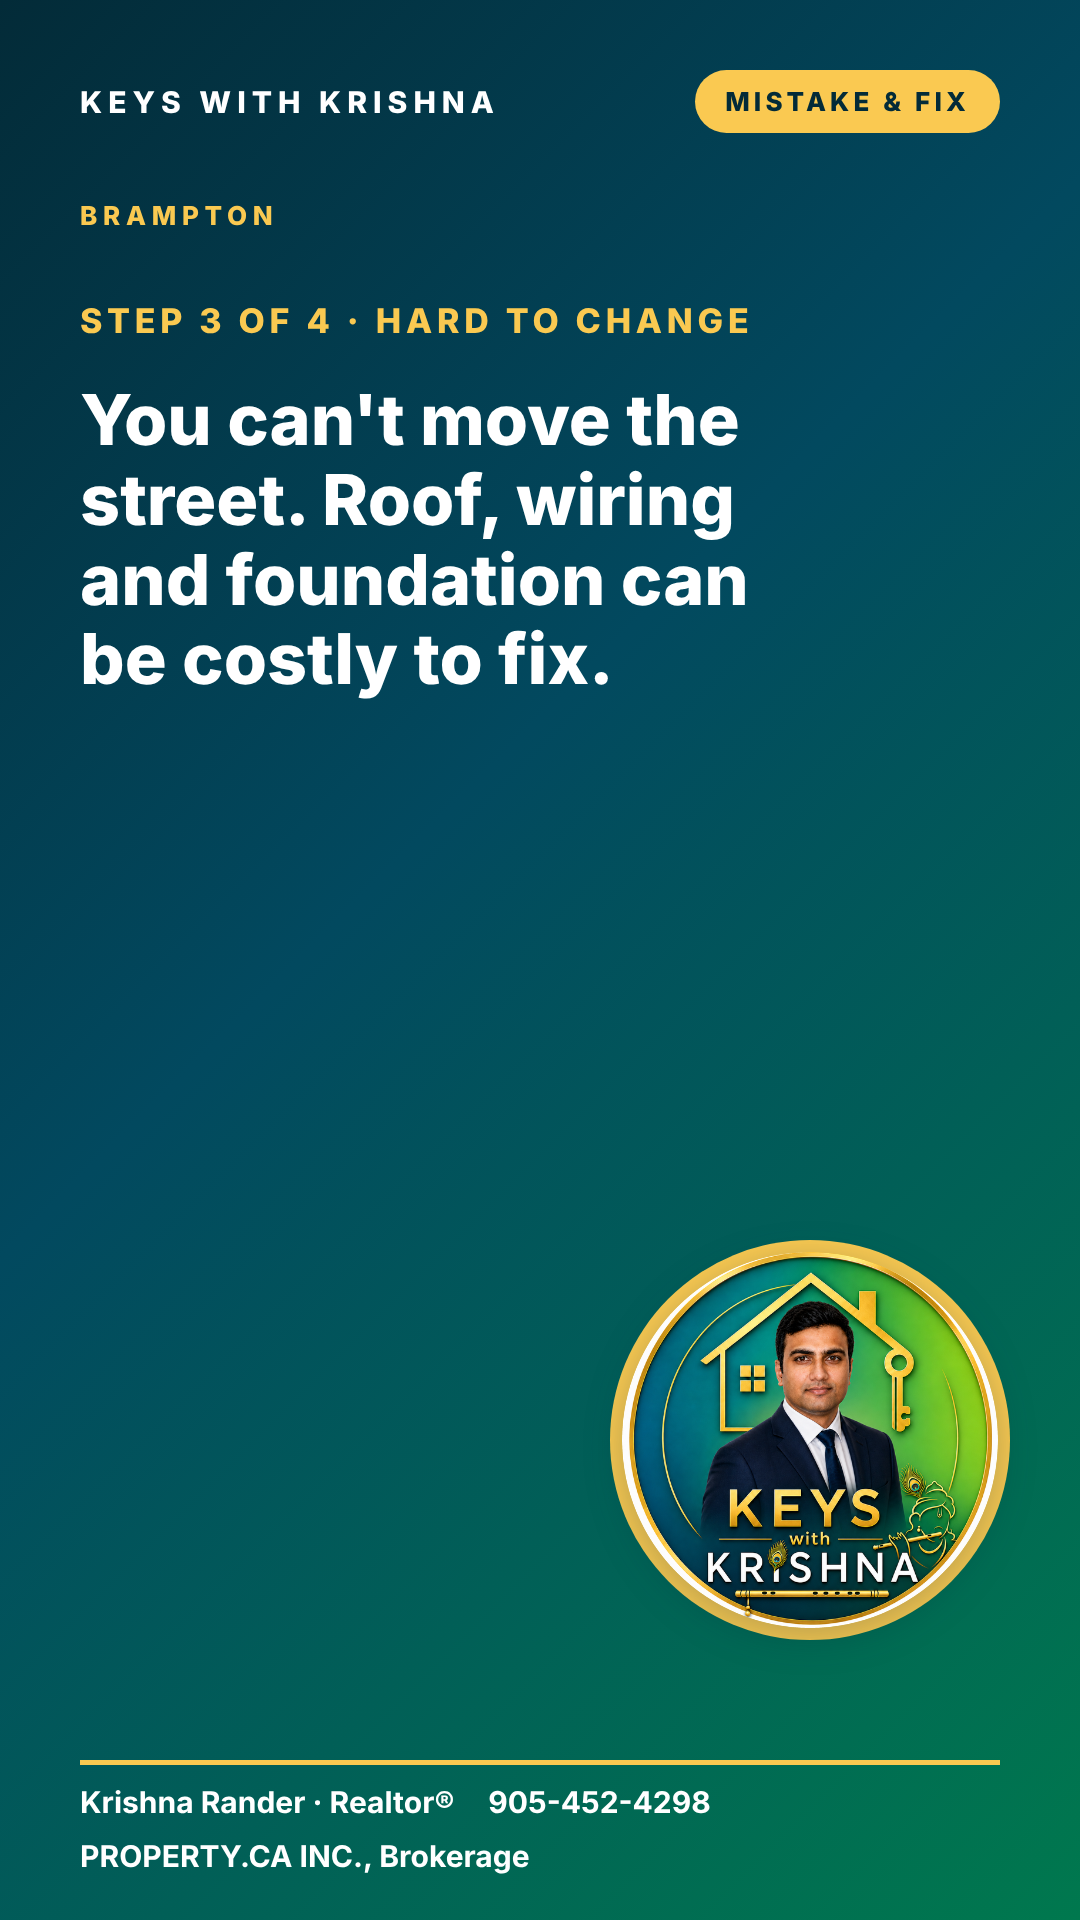 KEYS WITH KRISHNA
MISTAKE & FIX
BRAMPTON
STEP 3 OF 4 · HARD TO CHANGE
You can't move the
street. Roof, wiring
and foundation can
be costly to fix.
KEYS
with
KRISHNA
Krishna Rander · Realtor® 905-452-4298
PROPERTY.CA INC., Brokerage